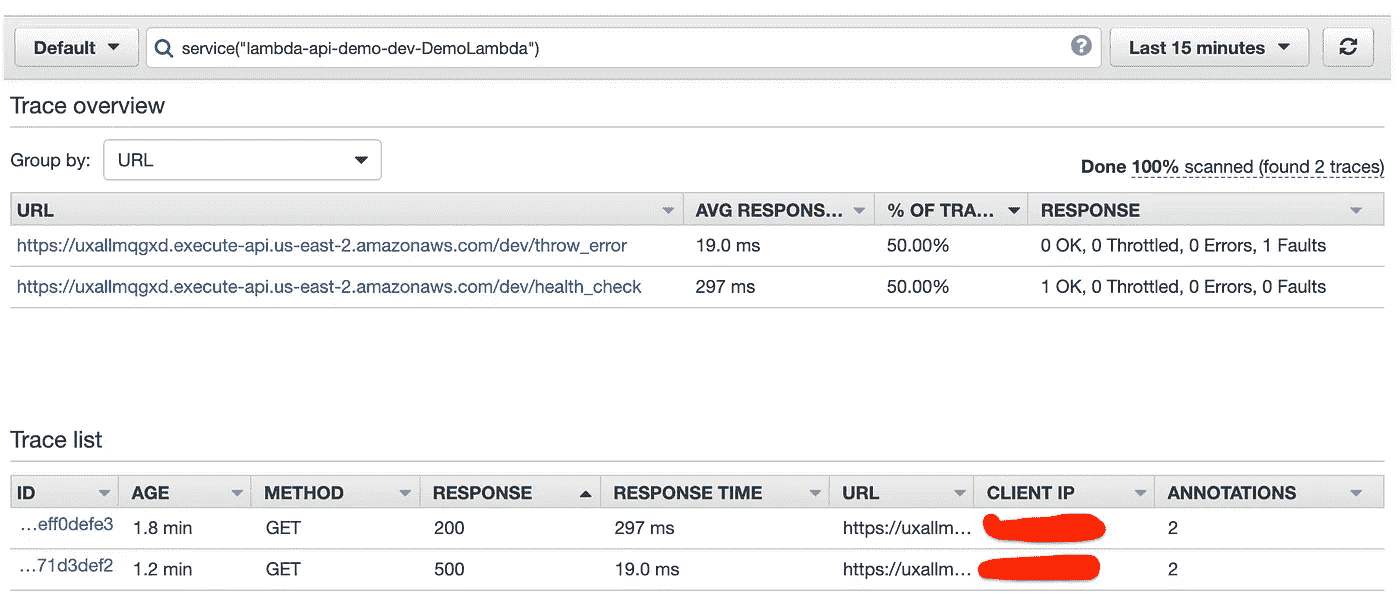 Default service("lambda-api-demo-dev-DemoLambda") ? Last 15 minutes
Trace overview
Group by: URL
Done 100% scanned (found 2 traces)
URL AVG RESPONS... % OF TRA... RESPONSE
https://uxallmqgxd.execute-api.us-east-2.amazonaws.com/dev/throw_error 19.0 ms 50.00% 0 OK, 0 Throttled, 0 Errors, 1 Faults
https://uxallmqgxd.execute-api.us-east-2.amazonaws.com/dev/health_check 297 ms 50.00% 1 OK, 0 Throttled, 0 Errors, 0 Faults
Trace list
ID AGE METHOD RESPONSE RESPONSE TIME URL CLIENT IP ANNOTATIONS
...eff0defe3 1.8 min GET 200 297 ms https://uxallm... 2
...71d3def2 1.2 min GET 500 19.0 ms https://uxallm... 2